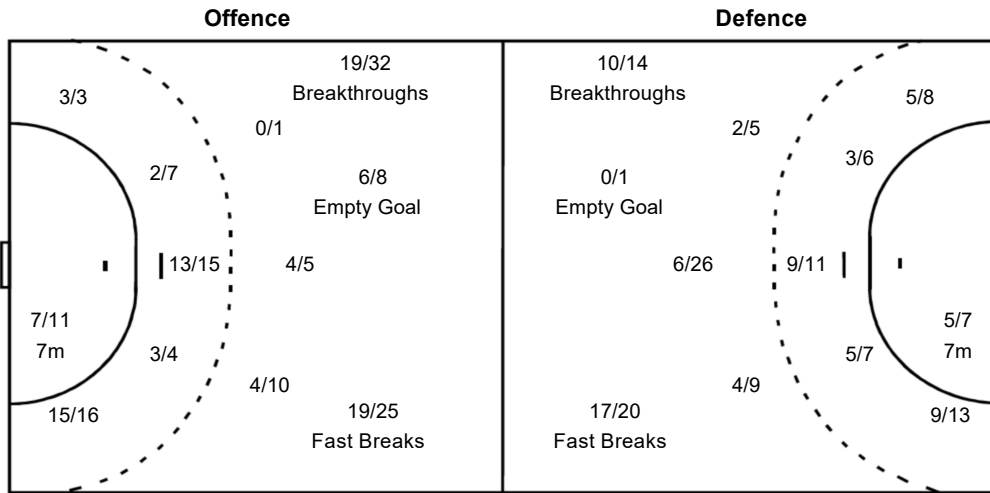 Offence
Defence
19/32
Breakthroughs
10/14
Breakthroughs
3/3
5/8
0/1
2/5
2/7
3/6
6/8
Empty Goal
0/1
Empty Goal
13/15
4/5
6/26
9/11
7/11
7m
5/7
7m
3/4
5/7
4/10
4/9
15/16
9/13
19/25
Fast Breaks
17/20
Fast Breaks